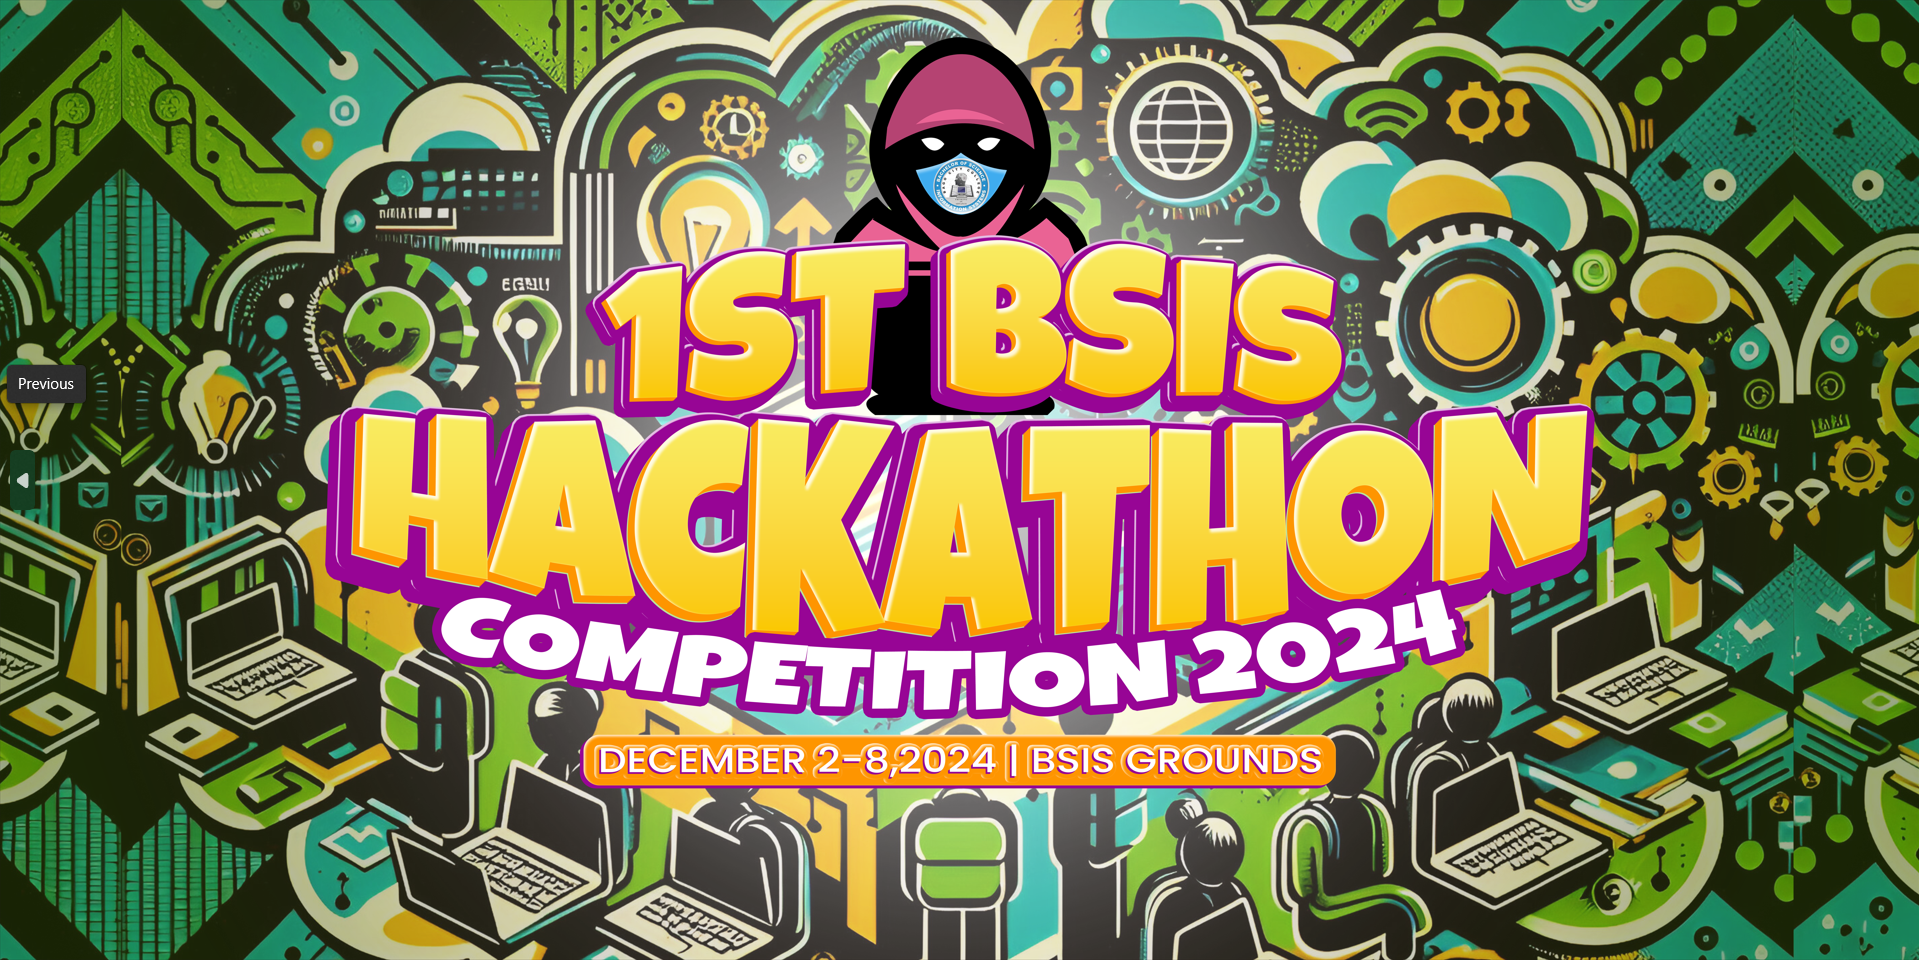 1ST BSIS
HACKATHON
COMPETITION 2024
DECEMBER 2-8,2024 | BSIS GROUNDS
Previous